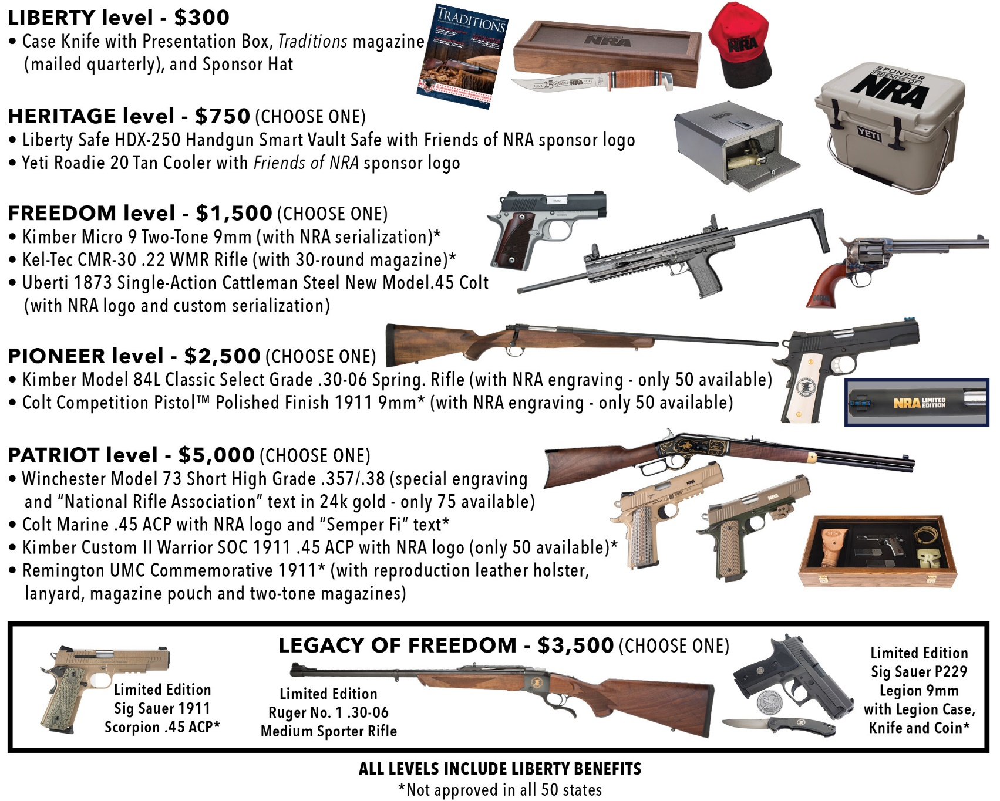 LIBERTY level - $300
• Case Knife with Presentation Box, Traditions magazine
(mailed quarterly), and Sponsor Hat
TRADITIONS
NRA
1992 25 Years NRA 2017
NRA
SPONSOR
FRIENDS OF
NRA
YETI
NRA
HERITAGE level - $750 (CHOOSE ONE)
• Liberty Safe HDX-250 Handgun Smart Vault Safe with Friends of NRA sponsor logo
• Yeti Roadie 20 Tan Cooler with Friends of NRA sponsor logo
FREEDOM level - $1,500 (CHOOSE ONE)
• Kimber Micro 9 Two-Tone 9mm (with NRA serialization)*
• Kel-Tec CMR-30 .22 WMR Rifle (with 30-round magazine)*
• Uberti 1873 Single-Action Cattleman Steel New Model.45 Colt
(with NRA logo and custom serialization)
NRA
PIONEER level - $2,500 (CHOOSE ONE)
• Kimber Model 84L Classic Select Grade .30-06 Spring. Rifle (with NRA engraving - only 50 available)
• Colt Competition Pistol™ Polished Finish 1911 9mm* (with NRA engraving - only 50 available)
NRA LIMITED
EDITION
PATRIOT level - $5,000 (CHOOSE ONE)
• Winchester Model 73 Short High Grade .357/.38 (special engraving
and “National Rifle Association” text in 24k gold - only 75 available)
• Colt Marine .45 ACP with NRA logo and “Semper Fi” text*
• Kimber Custom II Warrior SOC 1911 .45 ACP with NRA logo (only 50 available)*
• Remington UMC Commemorative 1911* (with reproduction leather holster,
lanyard, magazine pouch and two-tone magazines)
NRA
NRA
US
LEGACY OF FREEDOM - $3,500 (CHOOSE ONE)
Limited Edition
Sig Sauer 1911
Scorpion .45 ACP*
Limited Edition
Ruger No. 1 .30-06
Medium Sporter Rifle
Limited Edition
Sig Sauer P229
Legion 9mm
with Legion Case,
Knife and Coin*
ALL LEVELS INCLUDE LIBERTY BENEFITS
*Not approved in all 50 states